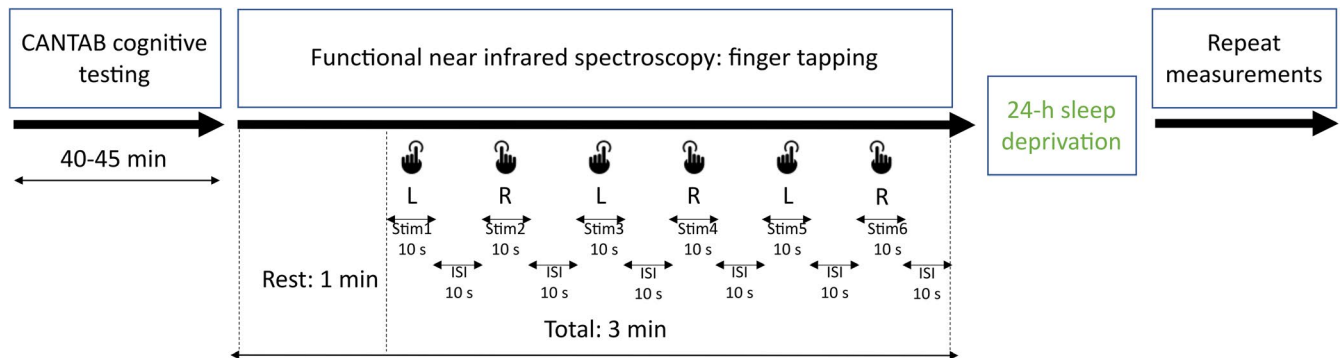 CANTAB cognitive
testing
Functional near infrared spectroscopy: finger tapping
Repeat
measurements
24-h sleep
deprivation
40-45 min
L R L R L R
Stim1 Stim2 Stim3 Stim4 Stim5 Stim6
10 s 10 s 10 s 10 s 10 s 10 s
Rest: 1 min
ISI ISI ISI ISI ISI ISI
10 s 10 s 10 s 10 s 10 s 10 s
Total: 3 min